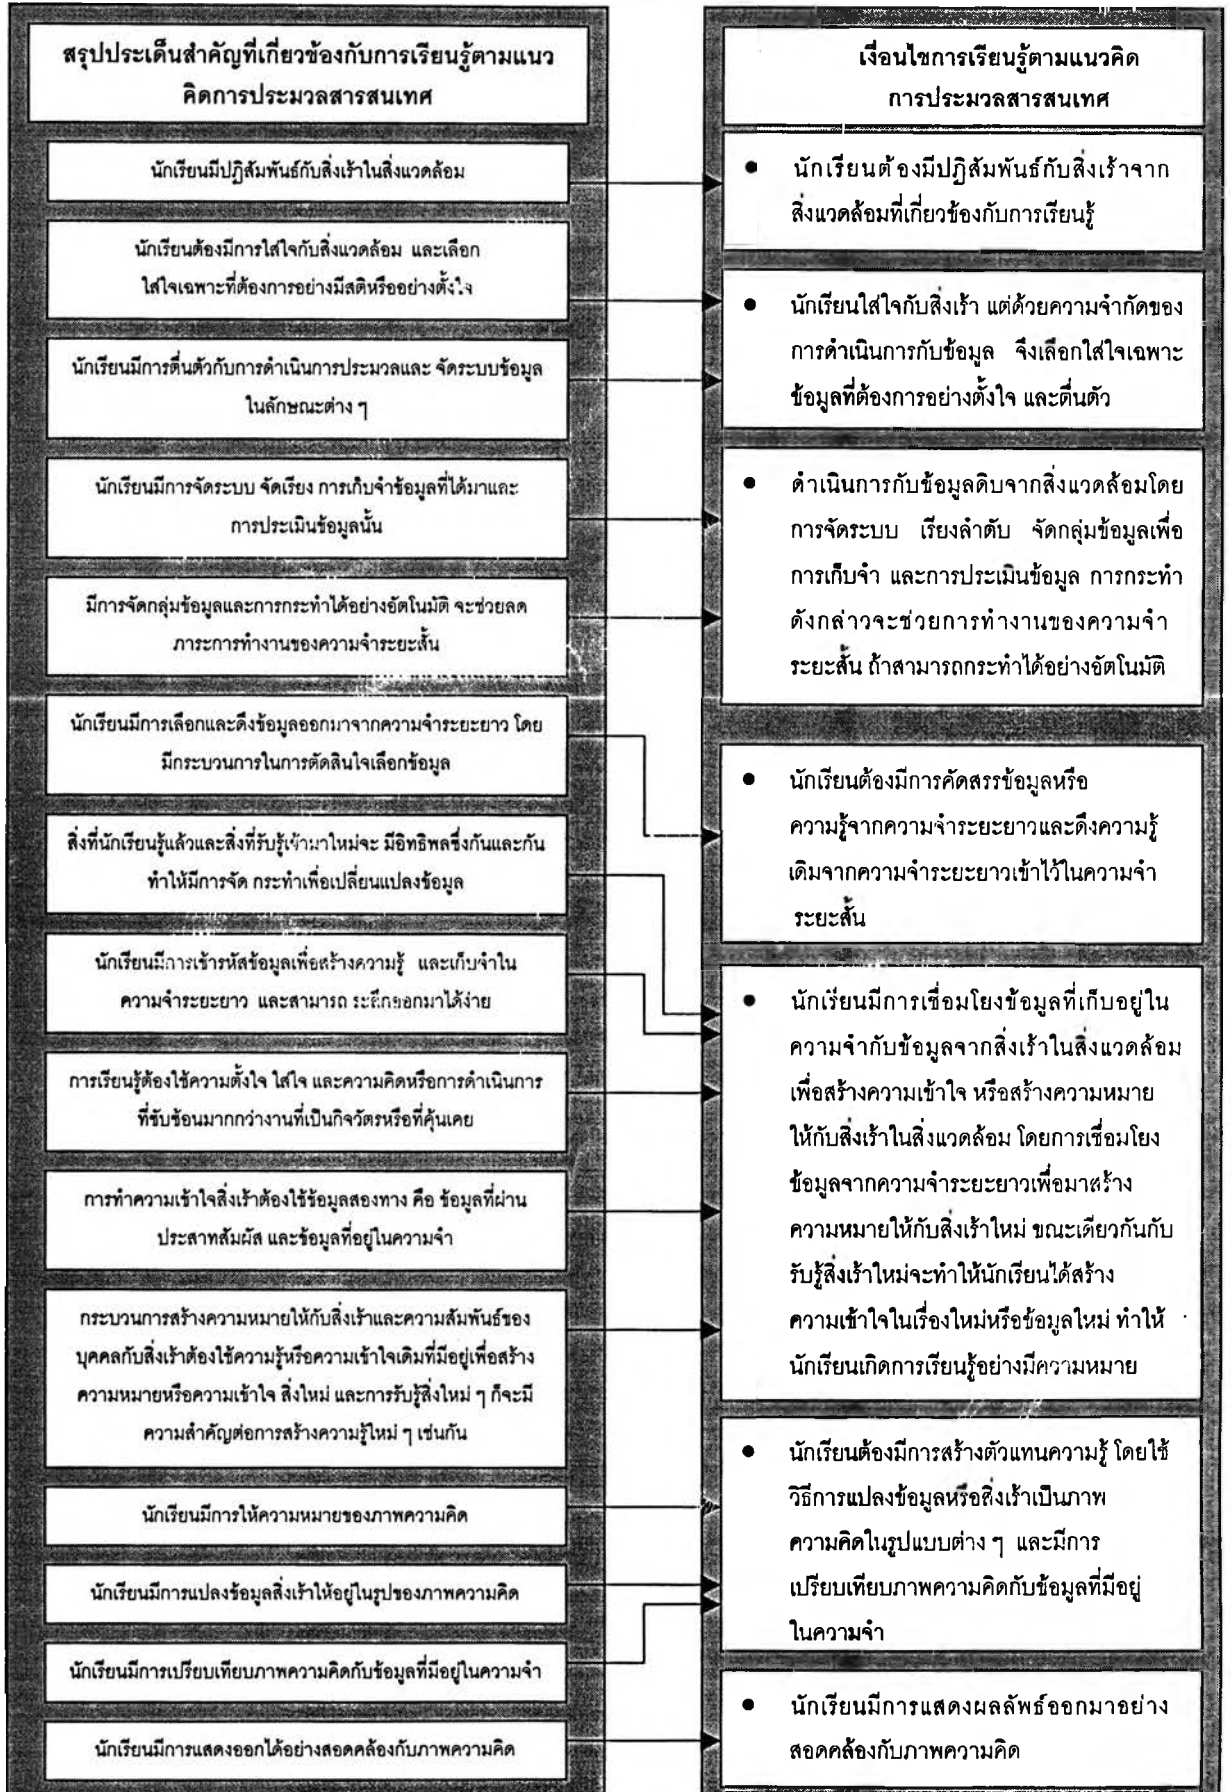 สรุปประเด็นสำคัญที่เกี่ยวข้องกับการเรียนรู้ตามแนว
คิดการประมวลสารสนเทศ
นักเรียนมีปฏิสัมพันธ์กับสิ่งเร้าในสิ่งแวดล้อม
นักเรียนต้องมีการใส่ใจกับสิ่งแวดล้อม และเลือก
ใส่ใจเฉพาะที่ต้องการอย่างมีสติหรืออย่างตั้งใจ
นักเรียนมีการตื่นตัวกับการดำเนินการประมวลและ จัดระบบข้อมูล
ในลักษณะต่าง ๆ
นักเรียนมีการจัดระบบ จัดเรียง การเก็บจำข้อมูลที่ได้มาและ
การประเมินข้อมูลนั้น
มีการจัดกลุ่มข้อมูลและการกระทำได้อย่างอัตโนมัติ จะช่วยลด
ภาระการทำงานของความจำระยะสั้น
นักเรียนมีการเลือกและดึงข้อมูลออกมาจากความจำระยะยาว โดย
มีกระบวนการในการตัดสินใจเลือกข้อมูล
สิ่งที่นักเรียนรู้แล้วและสิ่งที่รับรู้เข้ามาใหม่จะ มีอิทธิพลซึ่งกันและกัน
ทำให้มีการจัด กระทำเพื่อเปลี่ยนแปลงข้อมูล
นักเรียนมีการเข้ารหัสข้อมูลเพื่อสร้างความรู้ และเก็บจำใน
ความจำระยะยาว และสามารถ ระลึกออกมาได้ง่าย
การเรียนรู้ต้องใช้ความตั้งใจ ใส่ใจ และความคิดหรือการดำเนินการ
ที่ซับซ้อนมากกว่างานที่เป็นกิจวัตรหรือที่คุ้นเคย
การทำความเข้าใจสิ่งเร้าต้องใช้ข้อมูลสองทาง คือ ข้อมูลที่ผ่าน
ประสาทสัมผัส และข้อมูลที่อยู่ในความจำ
กระบวนการสร้างความหมายให้กับสิ่งเร้าและความสัมพันธ์ของ
บุคคลกับสิ่งเร้าต้องใช้ความรู้หรือความเข้าใจเดิมที่มีอยู่เพื่อสร้าง
ความหมายหรือความเข้าใจ สิ่งใหม่ และการรับรู้สิ่งใหม่ ๆ ก็จะมี
ความสำคัญต่อการสร้างความรู้ใหม่ ๆ เช่นกัน
นักเรียนมีการให้ความหมายของภาพความคิด
นักเรียนมีการแปลงข้อมูลสิ่งเร้าให้อยู่ในรูปของภาพความคิด
นักเรียนมีการเปรียบเทียบภาพความคิดกับข้อมูลที่มีอยู่ในความจำ
นักเรียนมีการแสดงออกได้อย่างสอดคล้องกับภาพความคิด
เงื่อนไขการเรียนรู้ตามแนวคิด
การประมวลสารสนเทศ
• นักเรียนต้องมีปฏิสัมพันธ์กับสิ่งเร้าจาก
สิ่งแวดล้อมที่เกี่ยวข้องกับการเรียนรู้
• นักเรียนใส่ใจกับสิ่งเร้า แต่ด้วยความจำกัดของ
การดำเนินการกับข้อมูล จึงเลือกใส่ใจเฉพาะ
ข้อมูลที่ต้องการอย่างตั้งใจ และตื่นตัว
• ดำเนินการกับข้อมูลดิบจากสิ่งแวดล้อมโดย
การจัดระบบ เรียงลำดับ จัดกลุ่มข้อมูลเพื่อ
การเก็บจำ และการประเมินข้อมูล การกระทำ
ดังกล่าวจะช่วยการทำงานของความจำ
ระยะสั้น ถ้าสามารถกระทำได้อย่างอัตโนมัติ
• นักเรียนต้องมีการคัดสรรข้อมูลหรือ
ความรู้จากความจำระยะยาวและดึงความรู้
เดิมจากความจำระยะยาวเข้าไว้ในความจำ
ระยะสั้น
• นักเรียนมีการเชื่อมโยงข้อมูลที่เก็บอยู่ใน
ความจำกับข้อมูลจากสิ่งเร้าในสิ่งแวดล้อม
เพื่อสร้างความเข้าใจ หรือสร้างความหมาย
ให้กับสิ่งเร้าในสิ่งแวดล้อม โดยการเชื่อมโยง
ข้อมูลจากความจำระยะยาวเพื่อมาสร้าง
ความหมายให้กับสิ่งเร้าใหม่ ขณะเดียวกันกับ
รับรู้สิ่งเร้าใหม่จะทำให้นักเรียนได้สร้าง
ความเข้าใจในเรื่องใหม่หรือข้อมูลใหม่ ทำให้
นักเรียนเกิดการเรียนรู้อย่างมีความหมาย
• นักเรียนต้องมีการสร้างตัวแทนความรู้ โดยใช้
วิธีการแปลงข้อมูลหรือสิ่งเร้าเป็นภาพ
ความคิดในรูปแบบต่าง ๆ และมีการ
เปรียบเทียบภาพความคิดกับข้อมูลที่มีอยู่
ในความจำ
• นักเรียนมีการแสดงผลลัพธ์ออกมาอย่าง
สอดคล้องกับภาพความคิด